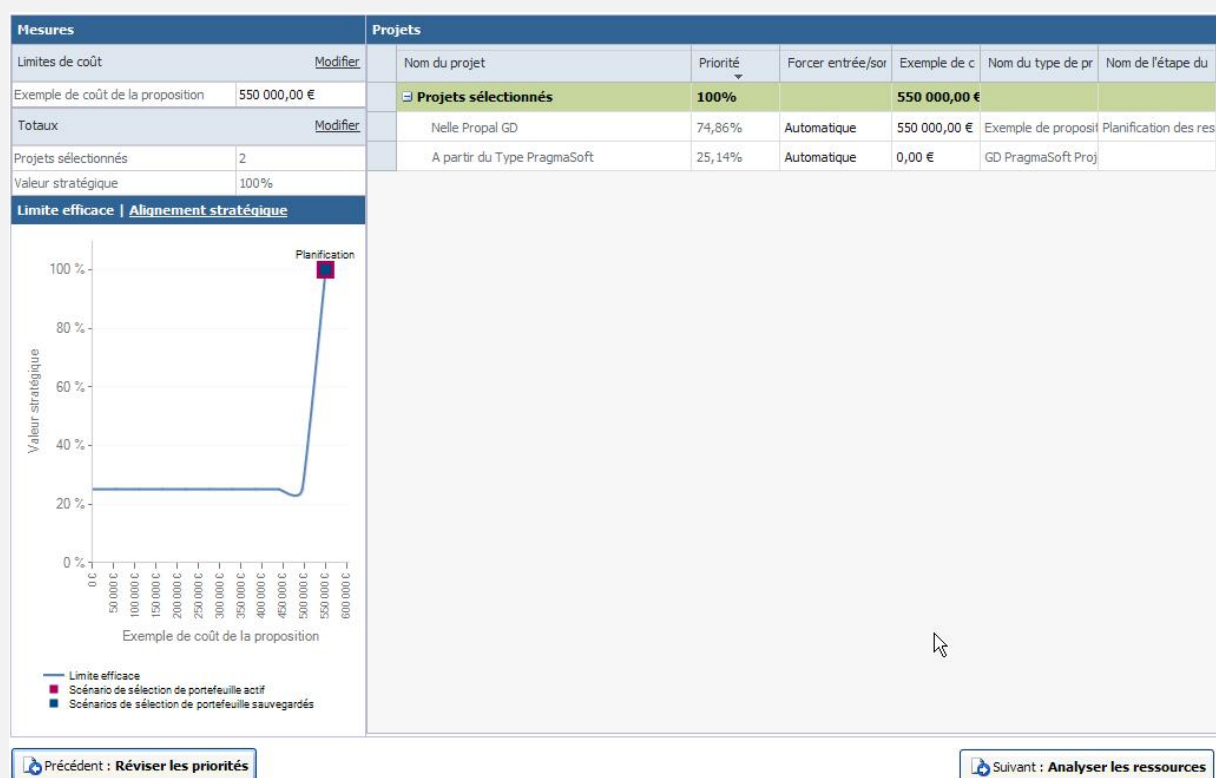 Mesures
Limites de coût Modifier
Exemple de coût de la proposition 550 000,00 €
Totaux Modifier
Projets sélectionnés 2
Valeur stratégique 100%
Limite efficace | Alignement stratégique
Planification
100 %
80 %
60 %
40 %
20 %
0 %
Valeur stratégique
0 €
50 000 €
100 000 €
150 000 €
200 000 €
250 000 €
300 000 €
350 000 €
400 000 €
450 000 €
500 000 €
550 000 €
600 000 €
Exemple de coût de la proposition
Limite efficace
Scénario de sélection de portefeuille actif
Scénarios de sélection de portefeuille sauvegardés
Projets
Nom du projet Priorité Forcer entrée/sor Exemple de c Nom du type de pr Nom de l'étape du
Projets sélectionnés 100% 550 000,00 €
Nelle Propal GD 74,86% Automatique 550 000,00 € Exemple de proposit Planification des res
A partir du Type PragmaSoft 25,14% Automatique 0,00 € GD PragmaSoft Proj
Précédent : Réviser les priorités
Suivant : Analyser les ressources